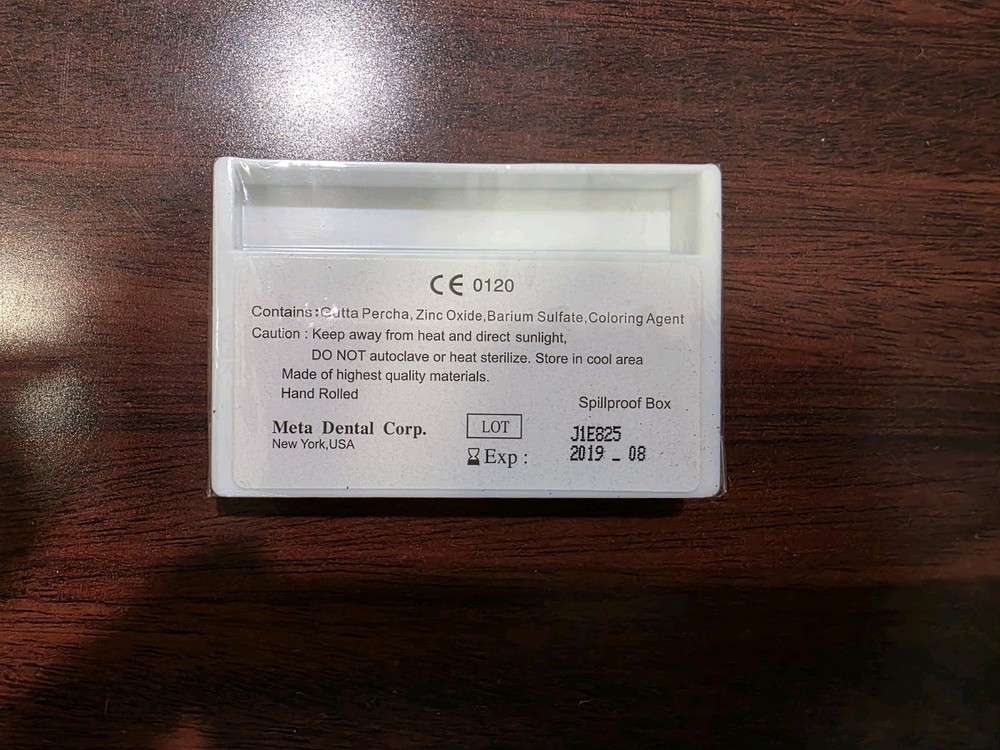 CE 0120
Contains: Gutta Percha, Zinc Oxide, Barium Sulfate, Coloring Agent
Caution : Keep away from heat and direct sunlight,
DO NOT autoclave or heat sterilize. Store in cool area
Made of highest quality materials.
Hand Rolled
Spillproof Box
Meta Dental Corp.
New York,USA
LOT J1E825
Exp : 2019 _ 08